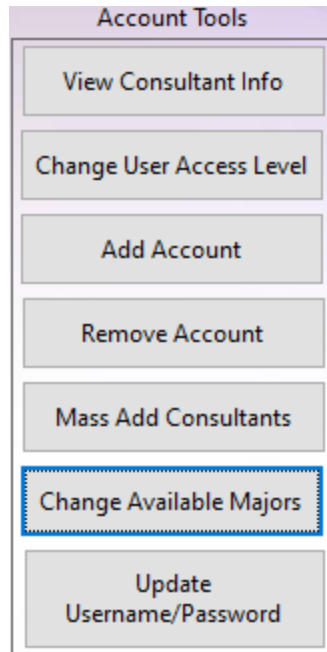 Account Tools
View Consultant Info
Change User Access Level
Add Account
Remove Account
Mass Add Consultants
Change Available Majors
Update
Username/Password